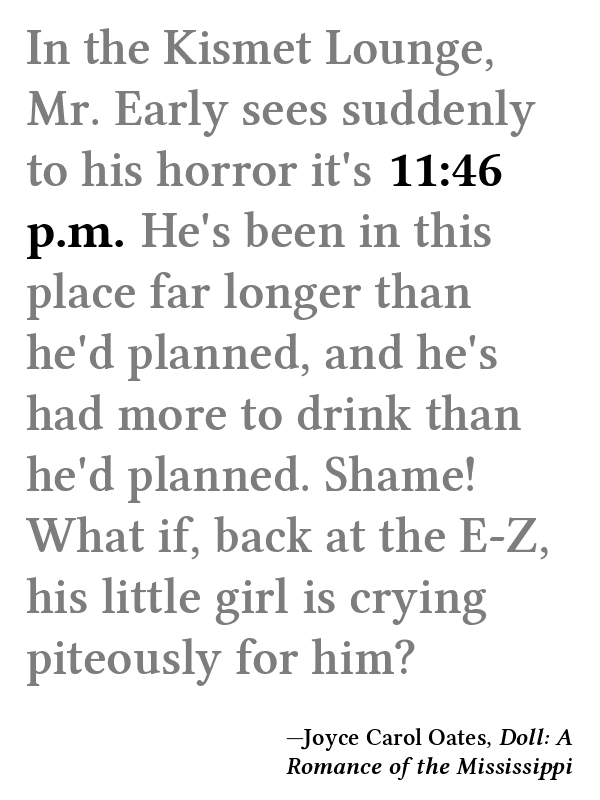 In the Kismet Lounge,
Mr. Early sees suddenly
to his horror it's 11:46
p.m. He's been in this
place far longer than
he'd planned, and he's
had more to drink than
he'd planned. Shame!
What if, back at the E-Z,
his little girl is crying
piteously for him?
—Joyce Carol Oates, Doll: A
Romance of the Mississippi